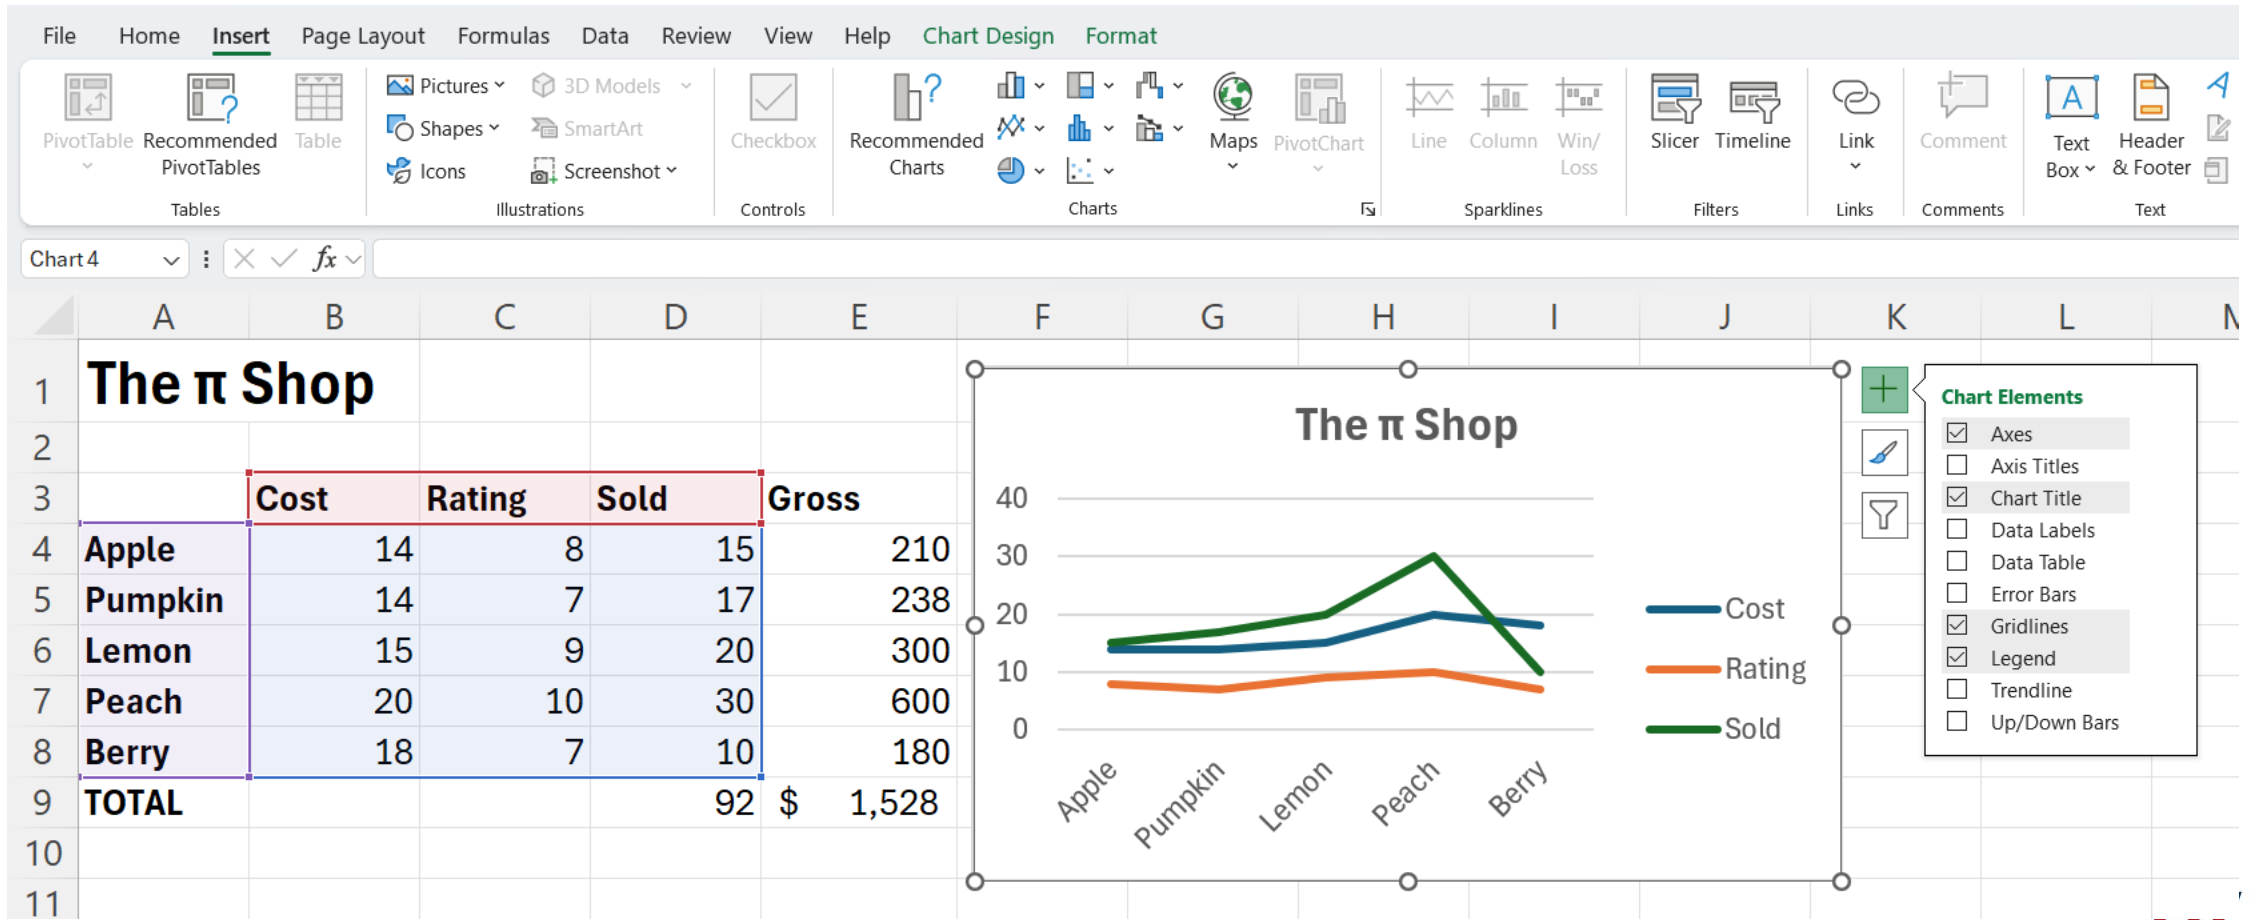 File Home Insert Page Layout Formulas Data Review View Help Chart Design Format
PivotTable
Recommended
PivotTables
Table
Tables
Pictures
Shapes
Icons
3D Models
SmartArt
Screenshot
Illustrations
Checkbox
Controls
Recommended
Charts
Maps
PivotChart
Charts
Line
Column
Win/
Loss
Sparklines
Slicer
Timeline
Filters
Link
Links
Comment
Comments
Text
Box
Header
& Footer
Text
Chart 4 fx
A B C D E F G H I J K L
1 The π Shop
2
3 Cost Rating Sold Gross
4 Apple 14 8 15 210
5 Pumpkin 14 7 17 238
6 Lemon 15 9 20 300
7 Peach 20 10 30 600
8 Berry 18 7 10 180
9 TOTAL 92 $ 1,528
10
11
The π Shop
40
30
20
10
0
Apple Pumpkin Lemon Peach Berry
Cost
Rating
Sold
Chart Elements
Axes
Axis Titles
Chart Title
Data Labels
Data Table
Error Bars
Gridlines
Legend
Trendline
Up/Down Bars